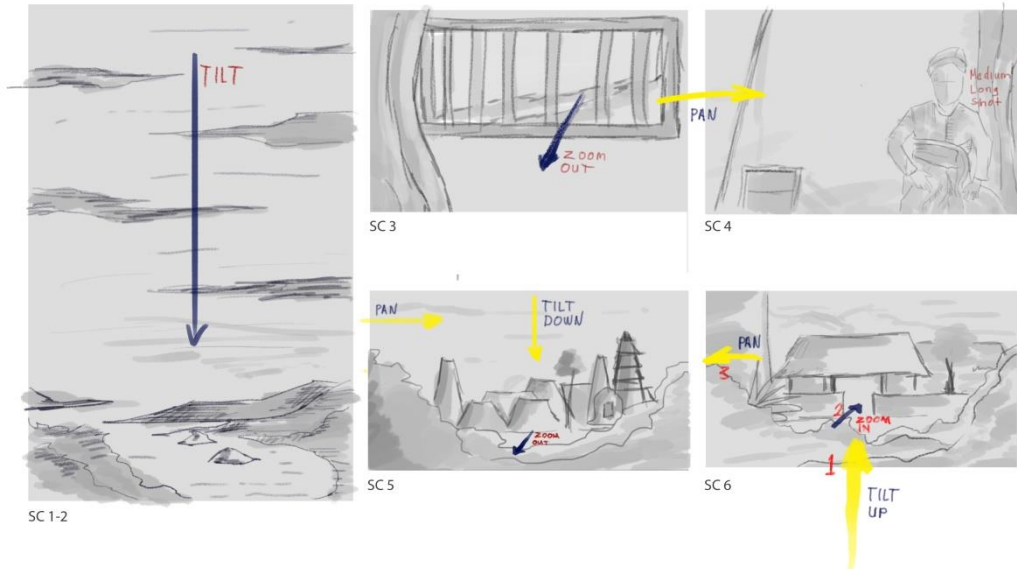 TILT
SC 1-2
ZOOM
OUT
SC 3
PAN
Medium
Long
Shot
SC 4
PAN
TILT
DOWN
ZOOM
OUT
SC 5
PAN
3
2
ZOOM
IN
1
SC 6
TILT
UP